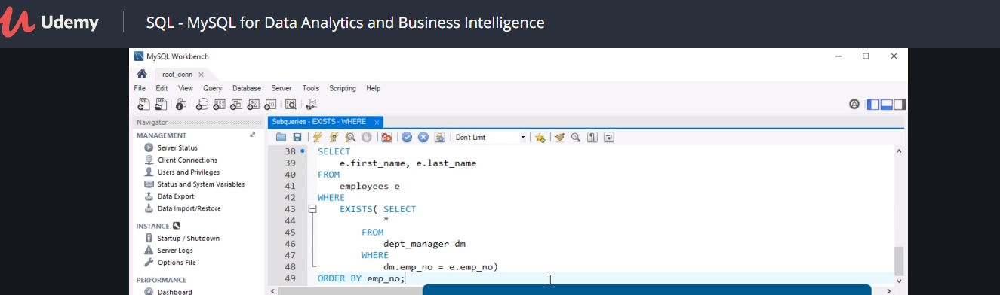 Udemy SQL - MySQL for Data Analytics and Business Intelligence
MySQL Workbench
root_conn
File Edit View Query Database Server Tools Scripting Help
Navigator
MANAGEMENT
Server Status
Client Connections
Users and Privileges
Status and System Variables
Data Export
Data Import/Restore
INSTANCE
Startup / Shutdown
Server Logs
Options File
PERFORMANCE
Dashboard
Subqueries - EXISTS - WHERE
Don't Limit
38 SELECT
39 e.first_name, e.last_name
40 FROM
41 employees e
42 WHERE
43 EXISTS( SELECT
44 *
45 FROM
46 dept_manager dm
47 WHERE
48 dm.emp_no = e.emp_no)
49 ORDER BY emp_no;